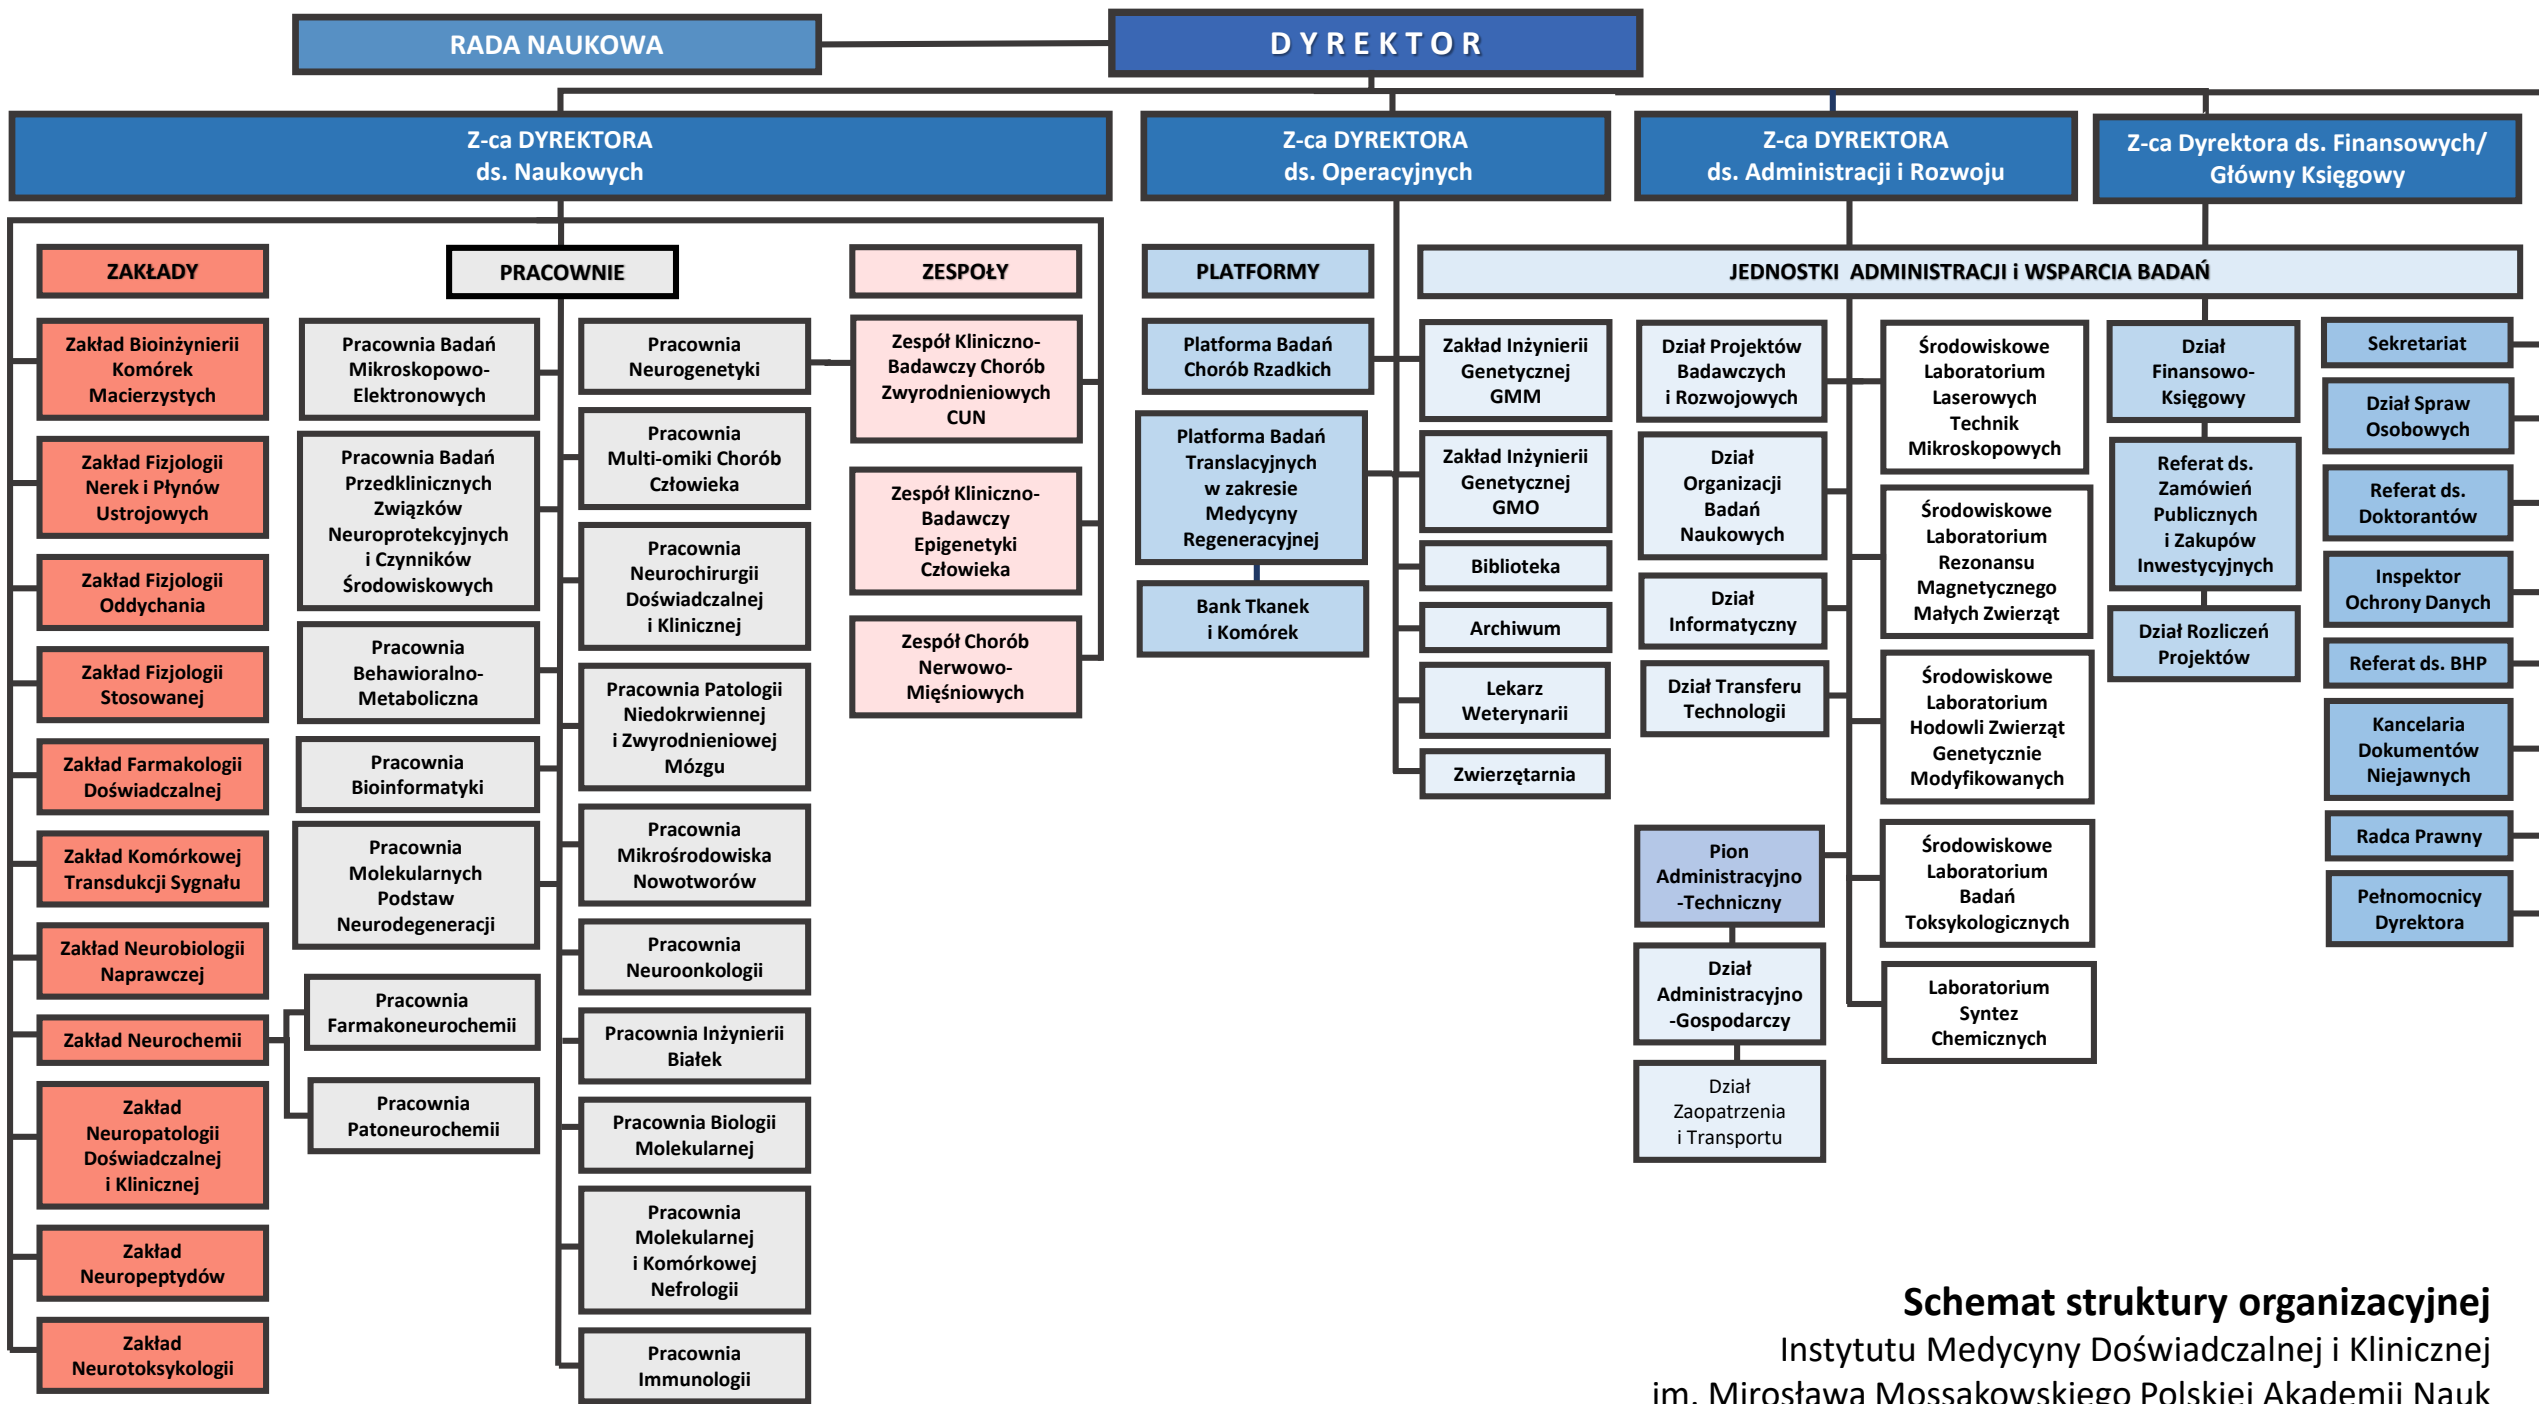 RADA NAUKOWA
DYREKTOR
Z-ca DYREKTORA
ds. Naukowych
Z-ca DYREKTORA
ds. Operacyjnych
Z-ca DYREKTORA
ds. Administracji i Rozwoju
Z-ca Dyrektora ds. Finansowych/
Główny Księgowy
ZAKŁADY
Zakład Bioinżynierii
Komórek
Macierzystych
Zakład Fizjologii
Nerek i Płynów
Ustrojowych
Zakład Fizjologii
Oddychania
Zakład Fizjologii
Stosowanej
Zakład Farmakologii
Doświadczalnej
Zakład Komórkowej
Transdukcji Sygnału
Zakład Neurobiologii
Naprawczej
Zakład Neurochemii
Zakład
Neuropatologii
Doświadczalnej
i Klinicznej
Zakład
Neuropeptydów
Zakład
Neurotoksykologii
PRACOWNIE
Pracownia Badań
Mikroskopowo-
Elektronowych
Pracownia Badań
Przedklinicznych
Związków
Neuroprotekcyjnych
i Czynników
Środowiskowych
Pracownia
Behawioralno-
Metaboliczna
Pracownia
Bioinformatyki
Pracownia
Molekularnych
Podstaw
Neurodegeneracji
Pracownia
Farmakoneurochemii
Pracownia
Patoneurochemii
Pracownia
Neurogenetyki
Pracownia
Multi-omiki Chorób
Człowieka
Pracownia
Neurochirurgii
Doświadczalnej
i Klinicznej
Pracownia Patologii
Niedokrwiennej
i Zwyrodnieniowej
Mózgu
Pracownia
Mikrośrodowiska
Nowotworów
Pracownia
Neuroonkologii
Pracownia Inżynierii
Białek
Pracownia Biologii
Molekularnej
Pracownia
Molekularnej
i Komórkowej
Nefrologii
Pracownia
Immunologii
ZESPOŁY
Zespół Kliniczno-
Badawczy Chorób
Zwyrodnieniowych
CUN
Zespół Kliniczno-
Badawczy
Epigenetyki
Człowieka
Zespół Chorób
Nerwowo-
Mięśniowych
PLATFORMY
Platforma Badań
Chorób Rzadkich
Platforma Badań
Translacyjnych
w zakresie
Medycyny
Regeneracyjnej
Bank Tkanek
i Komórek
JEDNOSTKI ADMINISTRACJI i WSPARCIA BADAŃ
Zakład Inżynierii
Genetycznej
GMM
Zakład Inżynierii
Genetycznej
GMO
Biblioteka
Archiwum
Lekarz
Weterynarii
Zwierzętarnia
Dział Projektów
Badawczych
i Rozwojowych
Dział
Organizacji
Badań
Naukowych
Dział
Informatyczny
Dział Transferu
Technologii
Pion
Administracyjno
-Techniczny
Dział
Administracyjno
-Gospodarczy
Dział
Zaopatrzenia
i Transportu
Środowiskowe
Laboratorium
Laserowych
Technik
Mikroskopowych
Środowiskowe
Laboratorium
Rezonansu
Magnetycznego
Małych Zwierząt
Środowiskowe
Laboratorium
Hodowli Zwierząt
Genetycznie
Modyfikowanych
Środowiskowe
Laboratorium
Badań
Toksykologicznych
Laboratorium
Syntez
Chemicznych
Dział
Finansowo-
Księgowy
Referat ds.
Zamówień
Publicznych
i Zakupów
Inwestycyjnych
Dział Rozliczeń
Projektów
Sekretariat
Dział Spraw
Osobowych
Referat ds.
Doktorantów
Inspektor
Ochrony Danych
Referat ds. BHP
Kancelaria
Dokumentów
Niejawnych
Radca Prawny
Pełnomocnicy
Dyrektora
Schemat struktury organizacyjnej
Instytutu Medycyny Doświadczalnej i Klinicznej
im. Mirosława Mossakowskiego Polskiej Akademii Nauk